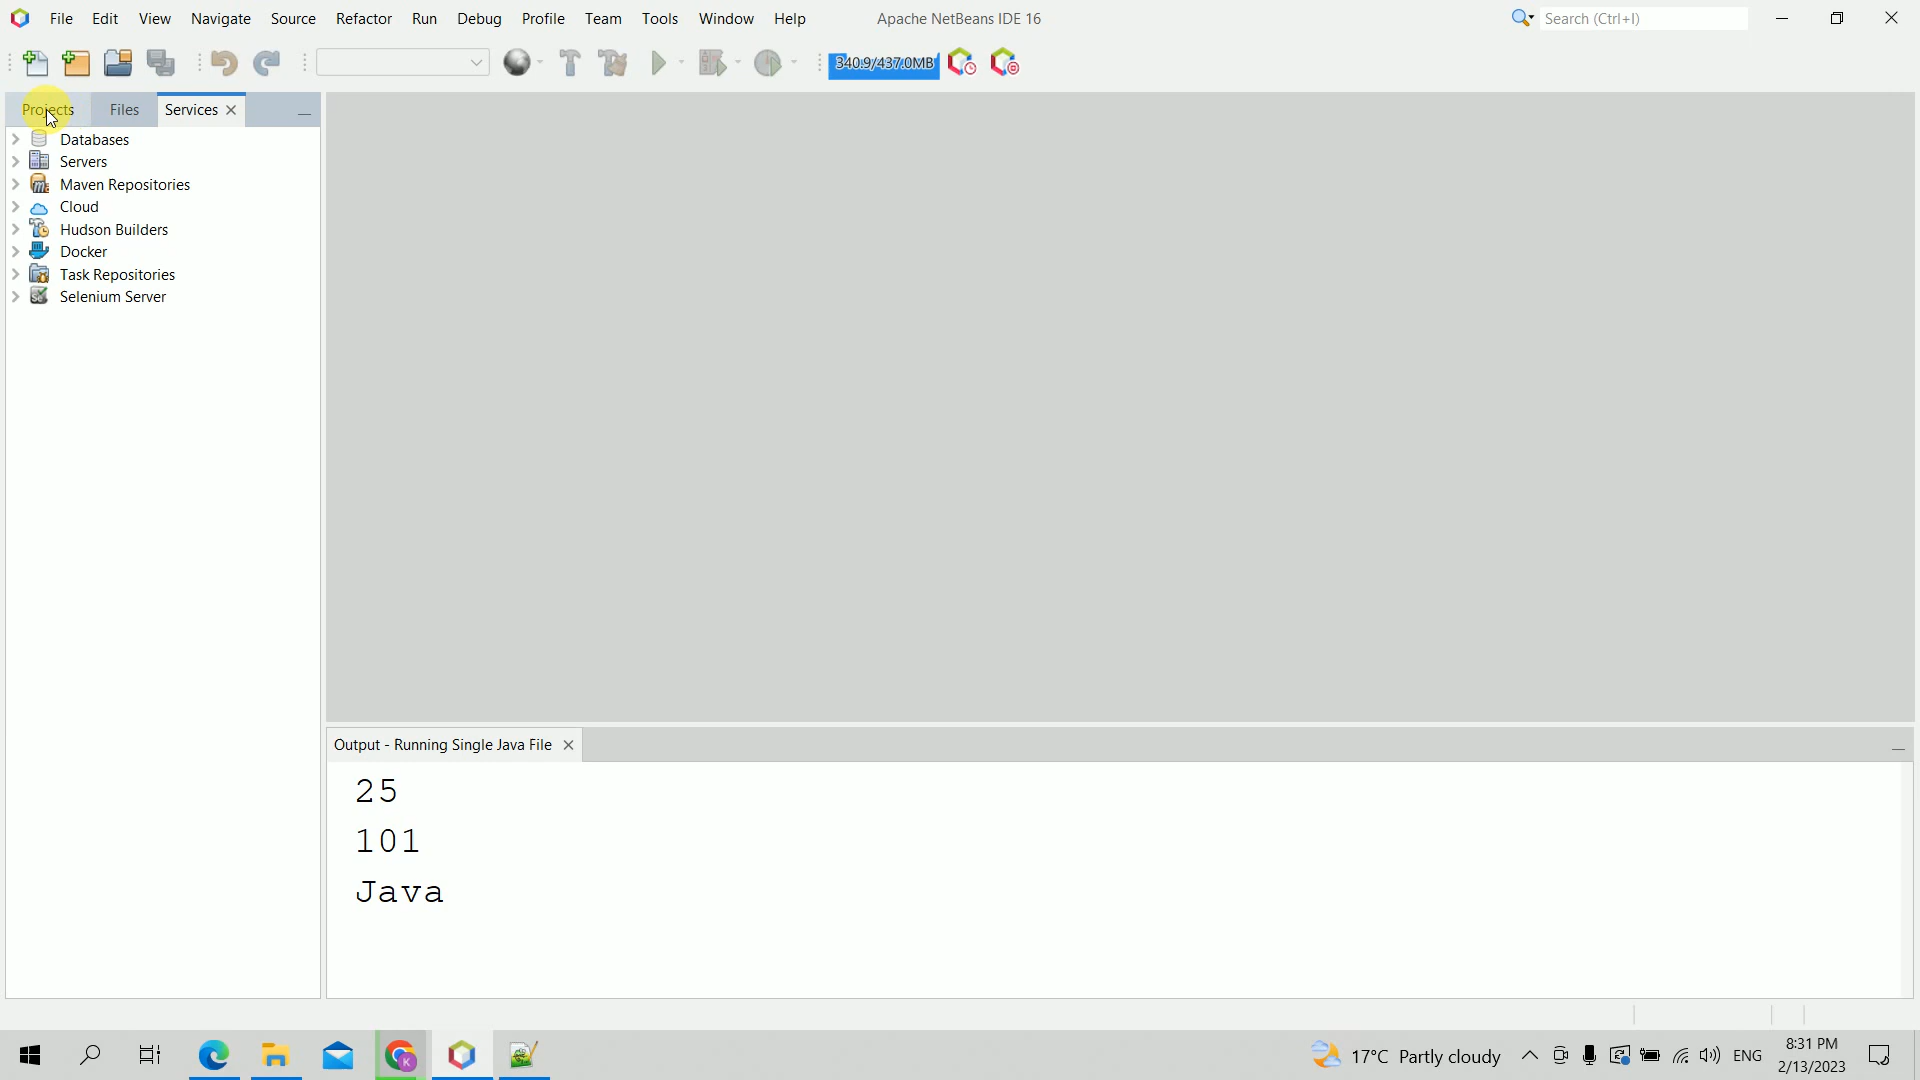 File Edit View Navigate Source Refactor Run Debug Profile Team Tools Window Help Apache NetBeans IDE 16 Search (Ctrl+I)
340.9/437.0MB
Projects Files Services
Databases
Servers
Maven Repositories
Cloud
Hudson Builders
Docker
Task Repositories
Selenium Server
Output - Running Single Java File
25
101
Java
17°C Partly cloudy ENG 8:31 PM
2/13/2023